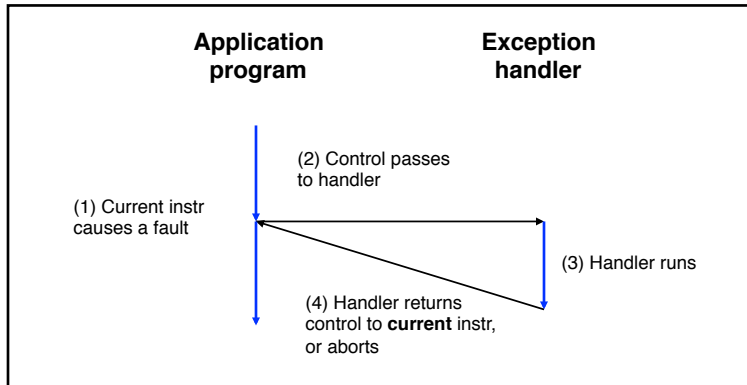 Application
program
Exception
handler
(2) Control passes
to handler
(1) Current instr
causes a fault
(3) Handler runs
(4) Handler returns
control to current instr,
or aborts